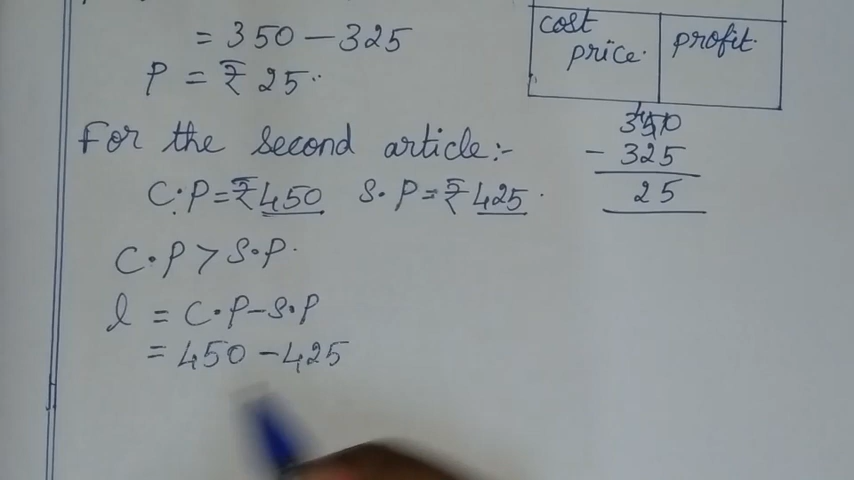 = 350 - 325
P = ₹ 25.
cost price.
profit.
For the second article:-
350
- 325
25
C.P = ₹ 450 S.P = ₹ 425.
C.P > S.P.
l = C.P - S.P
= 450 - 425